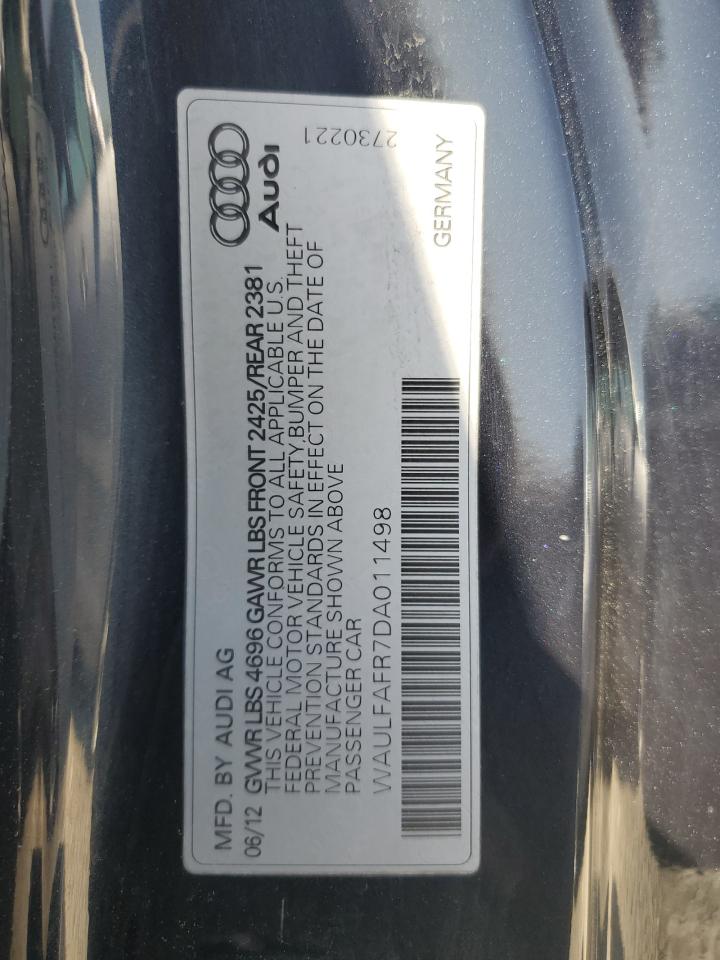 MFD. BY AUDI AG
06/12 GVWR LBS 4696 GAWR LBS FRONT 2425/REAR 2381
THIS VEHICLE CONFORMS TO ALL APPLICABLE U.S.
FEDERAL MOTOR VEHICLE SAFETY,BUMPER AND THEFT
PREVENTION STANDARDS IN EFFECT ON THE DATE OF
MANUFACTURE SHOWN ABOVE
PASSENGER CAR
WAULFAFR7DA011498
Audi
2730221
GERMANY